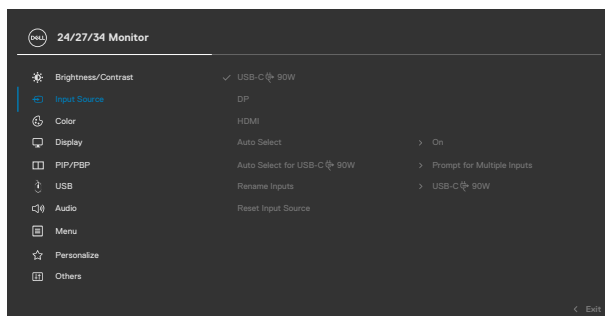 DELL 24/27/34 Monitor
Brightness/Contrast USB-C 90W
Input Source DP
Color HDMI
Display Auto Select On
PIP/PBP Auto Select for USB-C 90W Prompt for Multiple Inputs
USB Rename Inputs USB-C 90W
Audio Reset Input Source
Menu
Personalize
Others
Exit